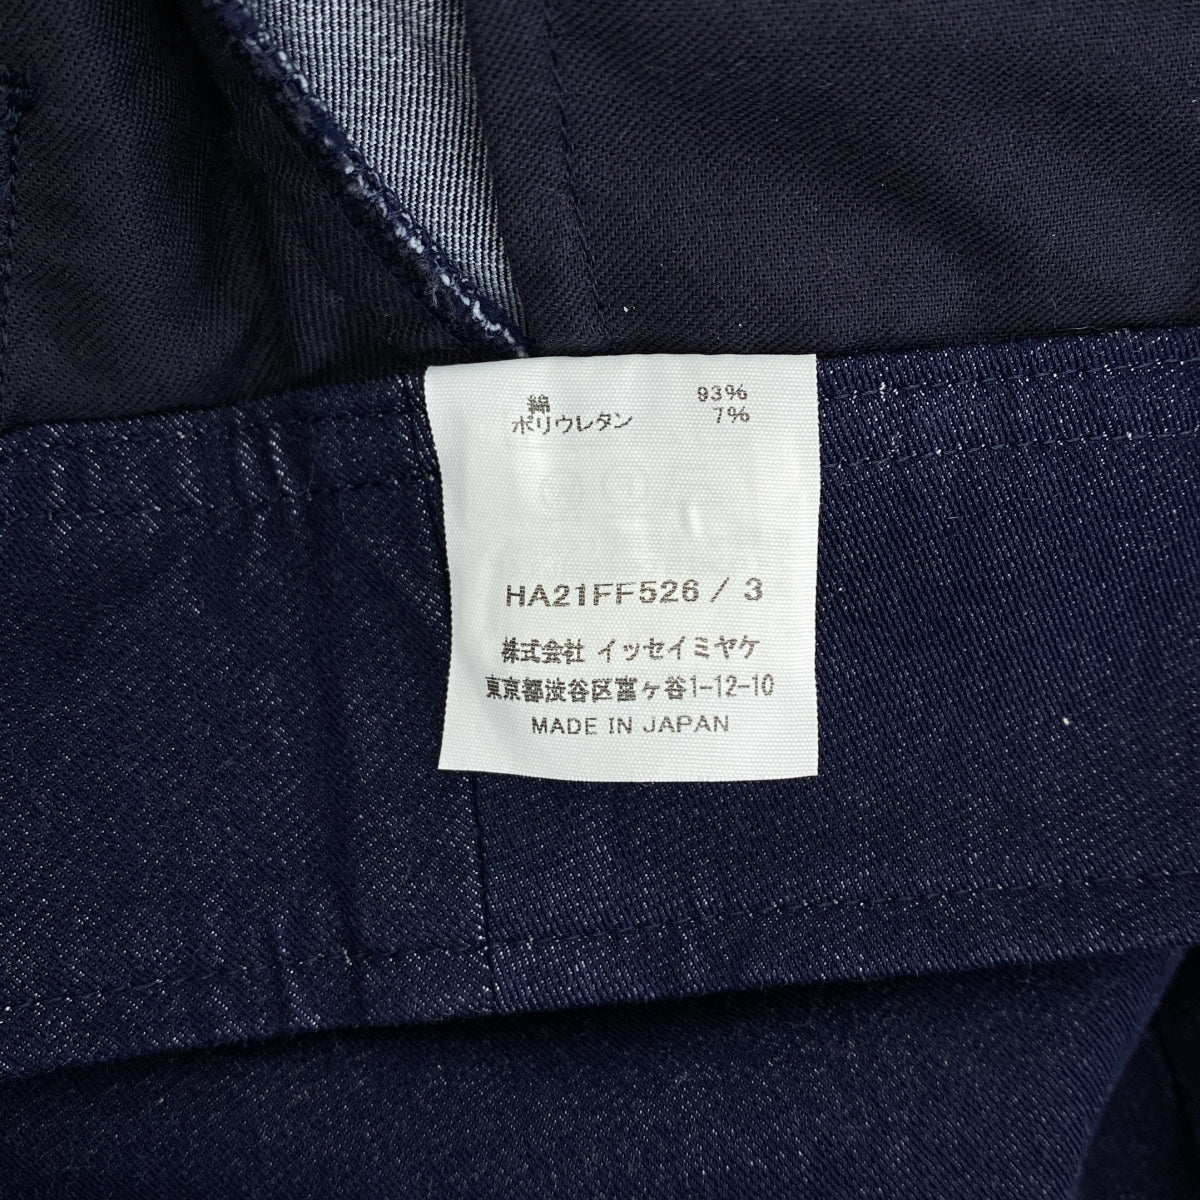 綿 93%
ポリウレタン 7%
HA21FF526 / 3
株式会社 イッセイミヤケ
東京都渋谷区富ヶ谷1-12-10
MADE IN JAPAN